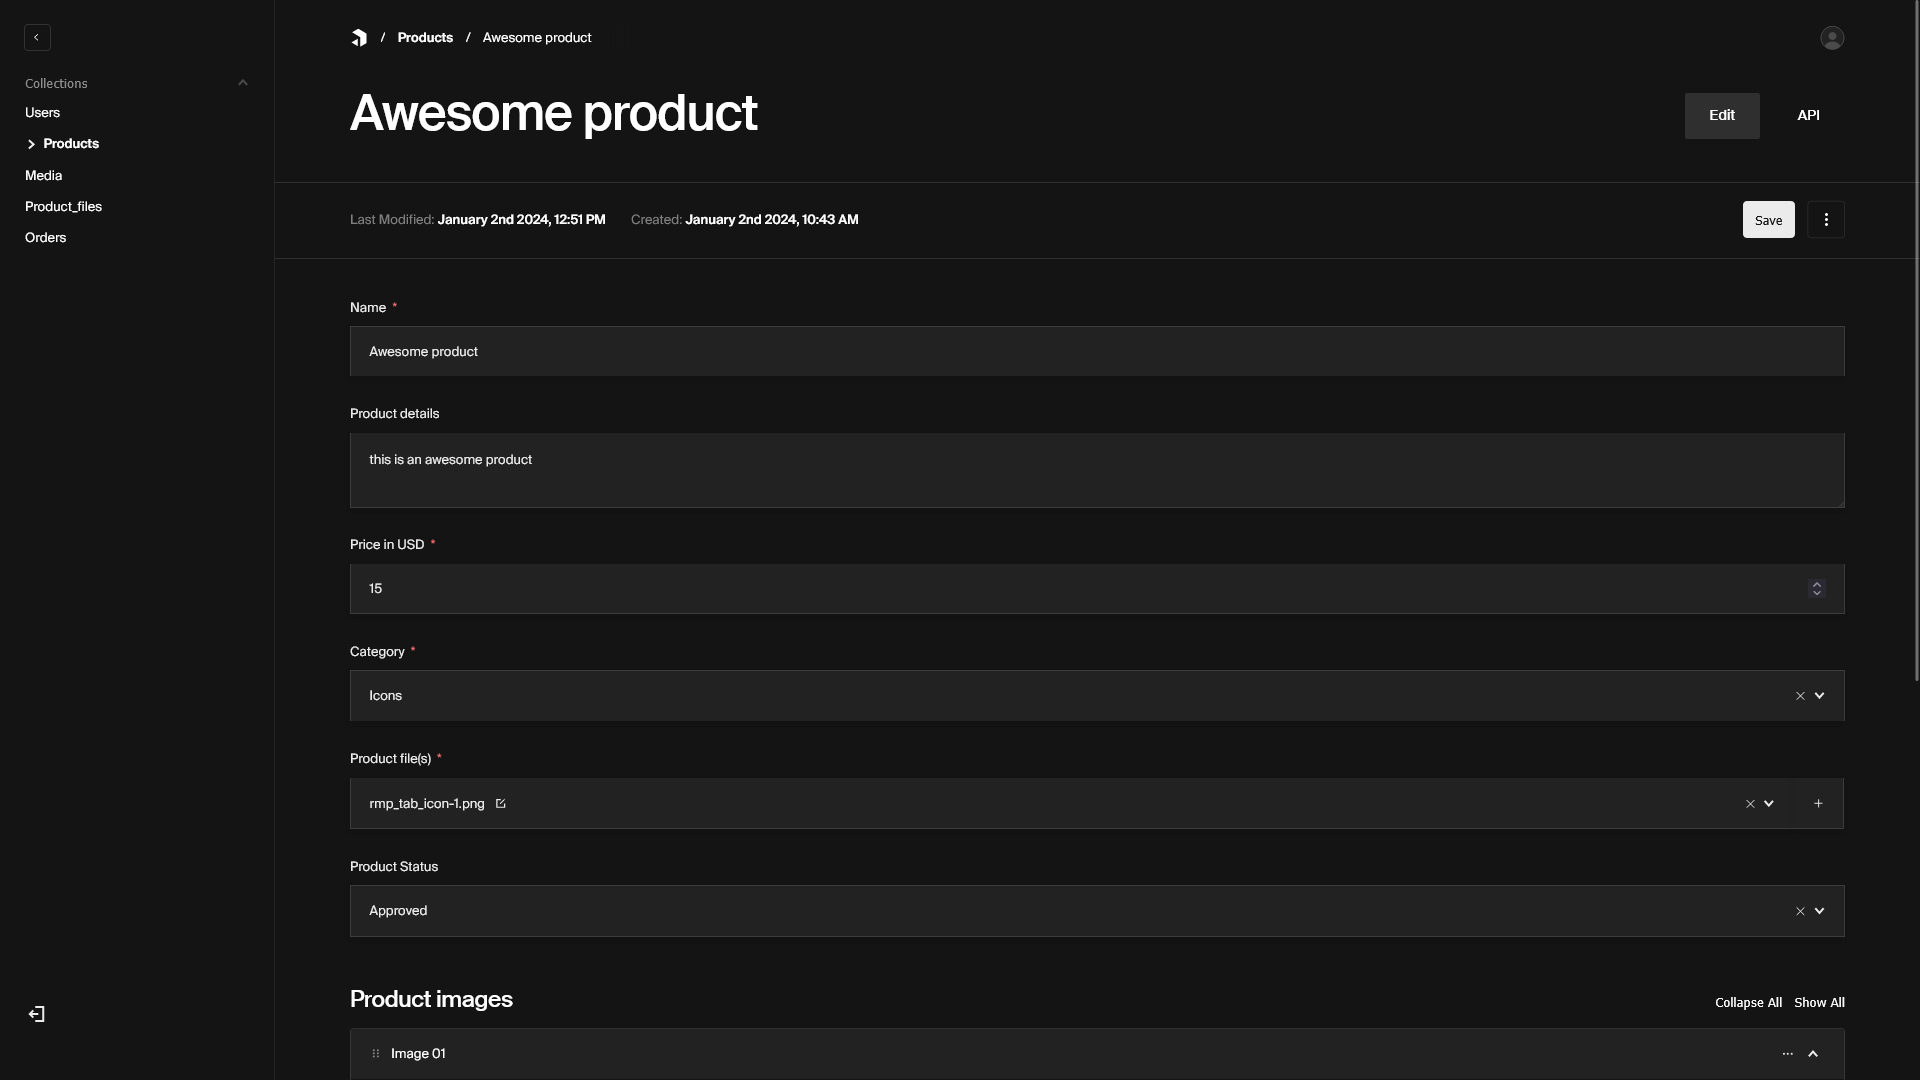 / Products / Awesome product
Collections
Users
Products
Media
Product_files
Orders
Awesome product
Edit
API
Last Modified: January 2nd 2024, 12:51 PM
Created: January 2nd 2024, 10:43 AM
Save
Name *
Awesome product
Product details
this is an awesome product
Price in USD *
15
Category *
Icons
Product file(s) *
rmp_tab_icon-1.png
Product Status
Approved
Product images
Collapse All
Show All
Image 01